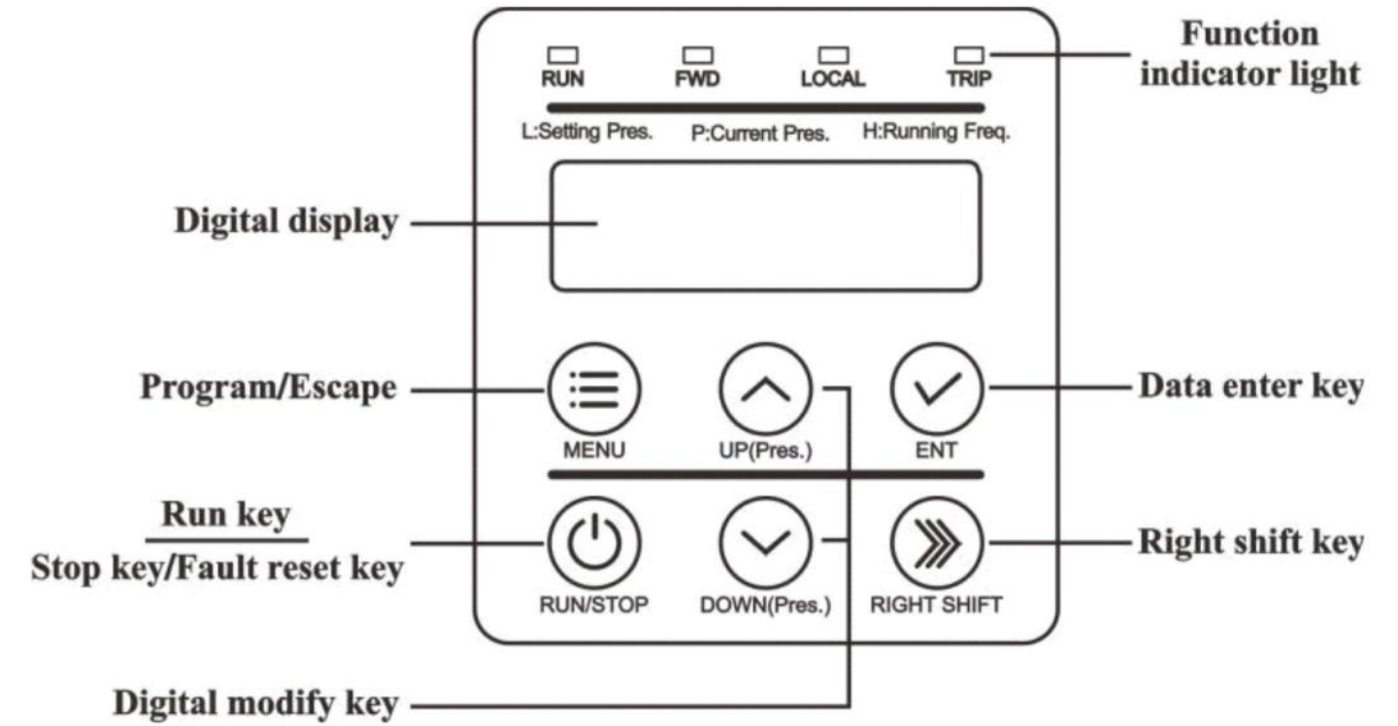 Function
indicator light
RUN FWD LOCAL TRIP
L:Setting Pres. P:Current Pres. H:Running Freq.
Digital display
Program/Escape
Data enter key
MENU UP(Pres.) ENT
Run key
Stop key/Fault reset key
Right shift key
RUN/STOP DOWN(Pres.) RIGHT SHIFT
Digital modify key